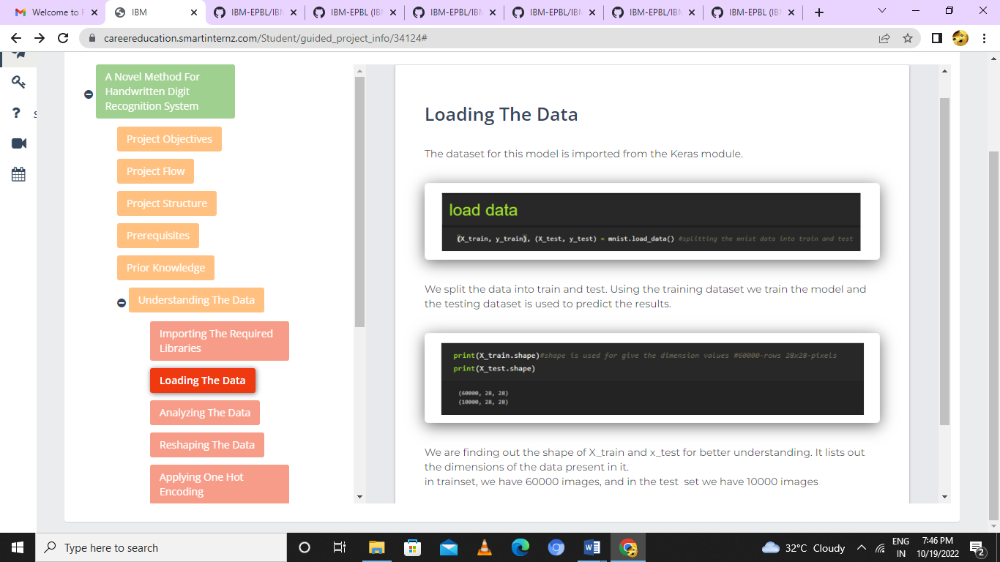 Welcome to P
IBM
IBM-EPBL/IBM
IBM-EPBL (IBM
IBM-EPBL/IBM
IBM-EPBL/IBM
IBM-EPBL/IBM
IBM-EPBL (IBM
careereducation.smartinternz.com/Student/guided_project_info/34124#
A Novel Method For
Handwritten Digit
Recognition System
Project Objectives
Project Flow
Project Structure
Prerequisites
Prior Knowledge
Understanding The Data
Importing The Required
Libraries
Loading The Data
Analyzing The Data
Reshaping The Data
Applying One Hot
Encoding
Loading The Data
The dataset for this model is imported from the Keras module.
load data
(X_train, y_train), (X_test, y_test) = mnist.load_data() #splitting the mnist data into train and test
We split the data into train and test. Using the training dataset we train the model and
the testing dataset is used to predict the results.
print(X_train.shape)#shape is used for give the dimension values #60000-rows 28x28-pixels
print(X_test.shape)
(60000, 28, 28)
(10000, 28, 28)
We are finding out the shape of X_train and x_test for better understanding. It lists out
the dimensions of the data present in it.
in trainset, we have 60000 images, and in the test  set we have 10000 images
Type here to search
32°C Cloudy
ENG
IN
7:46 PM
10/19/2022
2